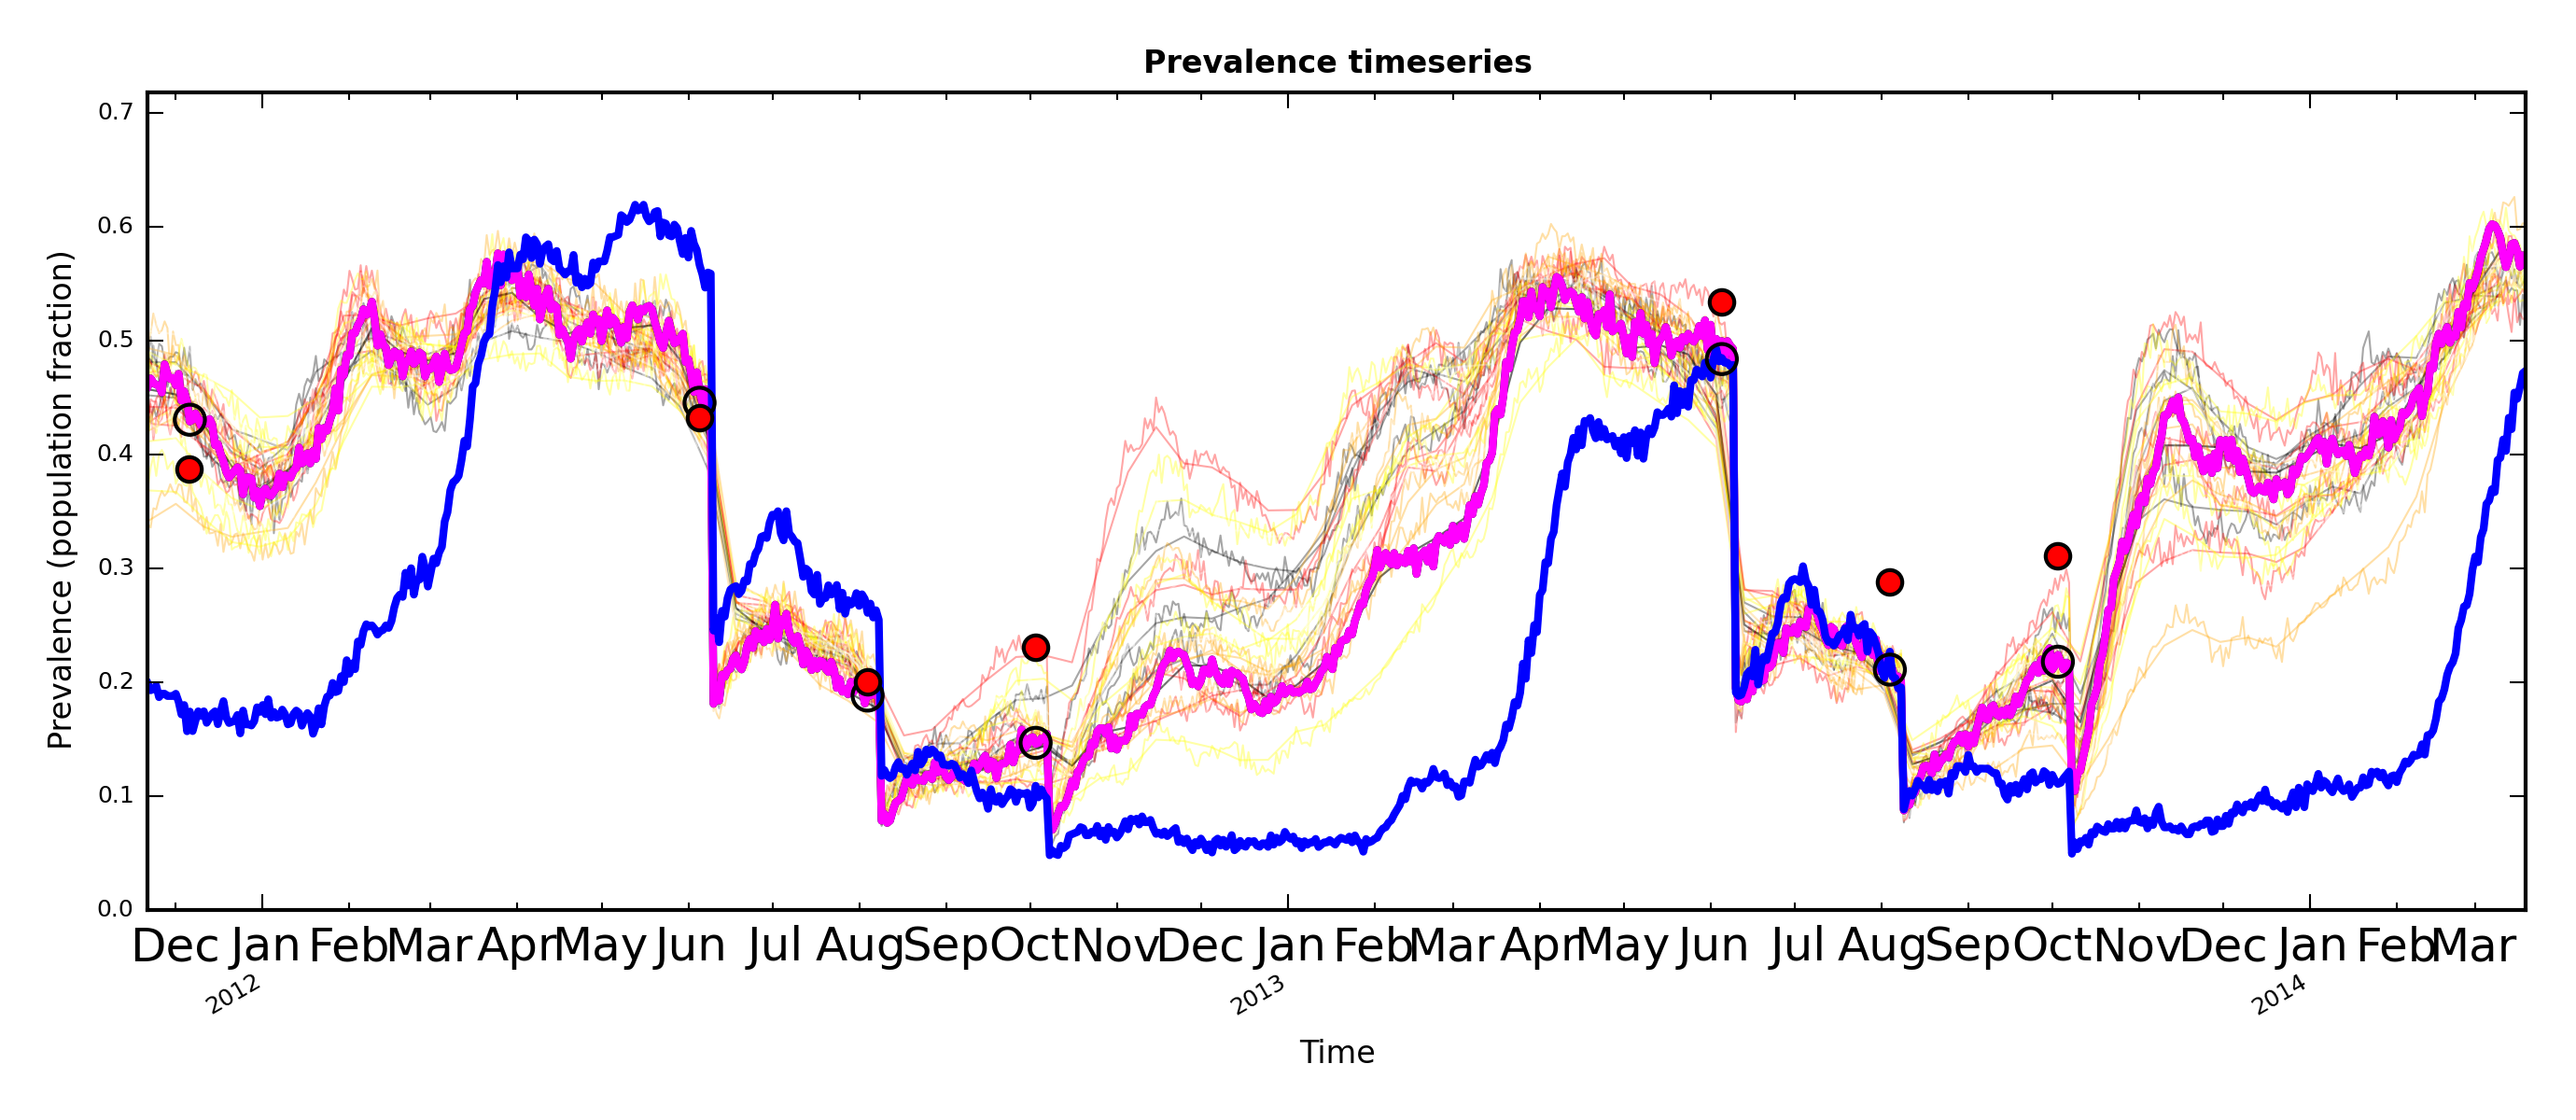 Prevalence timeseries
Prevalence (population fraction)
0.7
0.6
0.5
0.4
0.3
0.2
0.1
0.0
Dec Jan Feb Mar Apr May Jun Jul Aug Sep Oct Nov Dec Jan Feb Mar Apr May Jun Jul Aug Sep Oct Nov Dec Jan Feb Mar
2012 2013 2014
Time